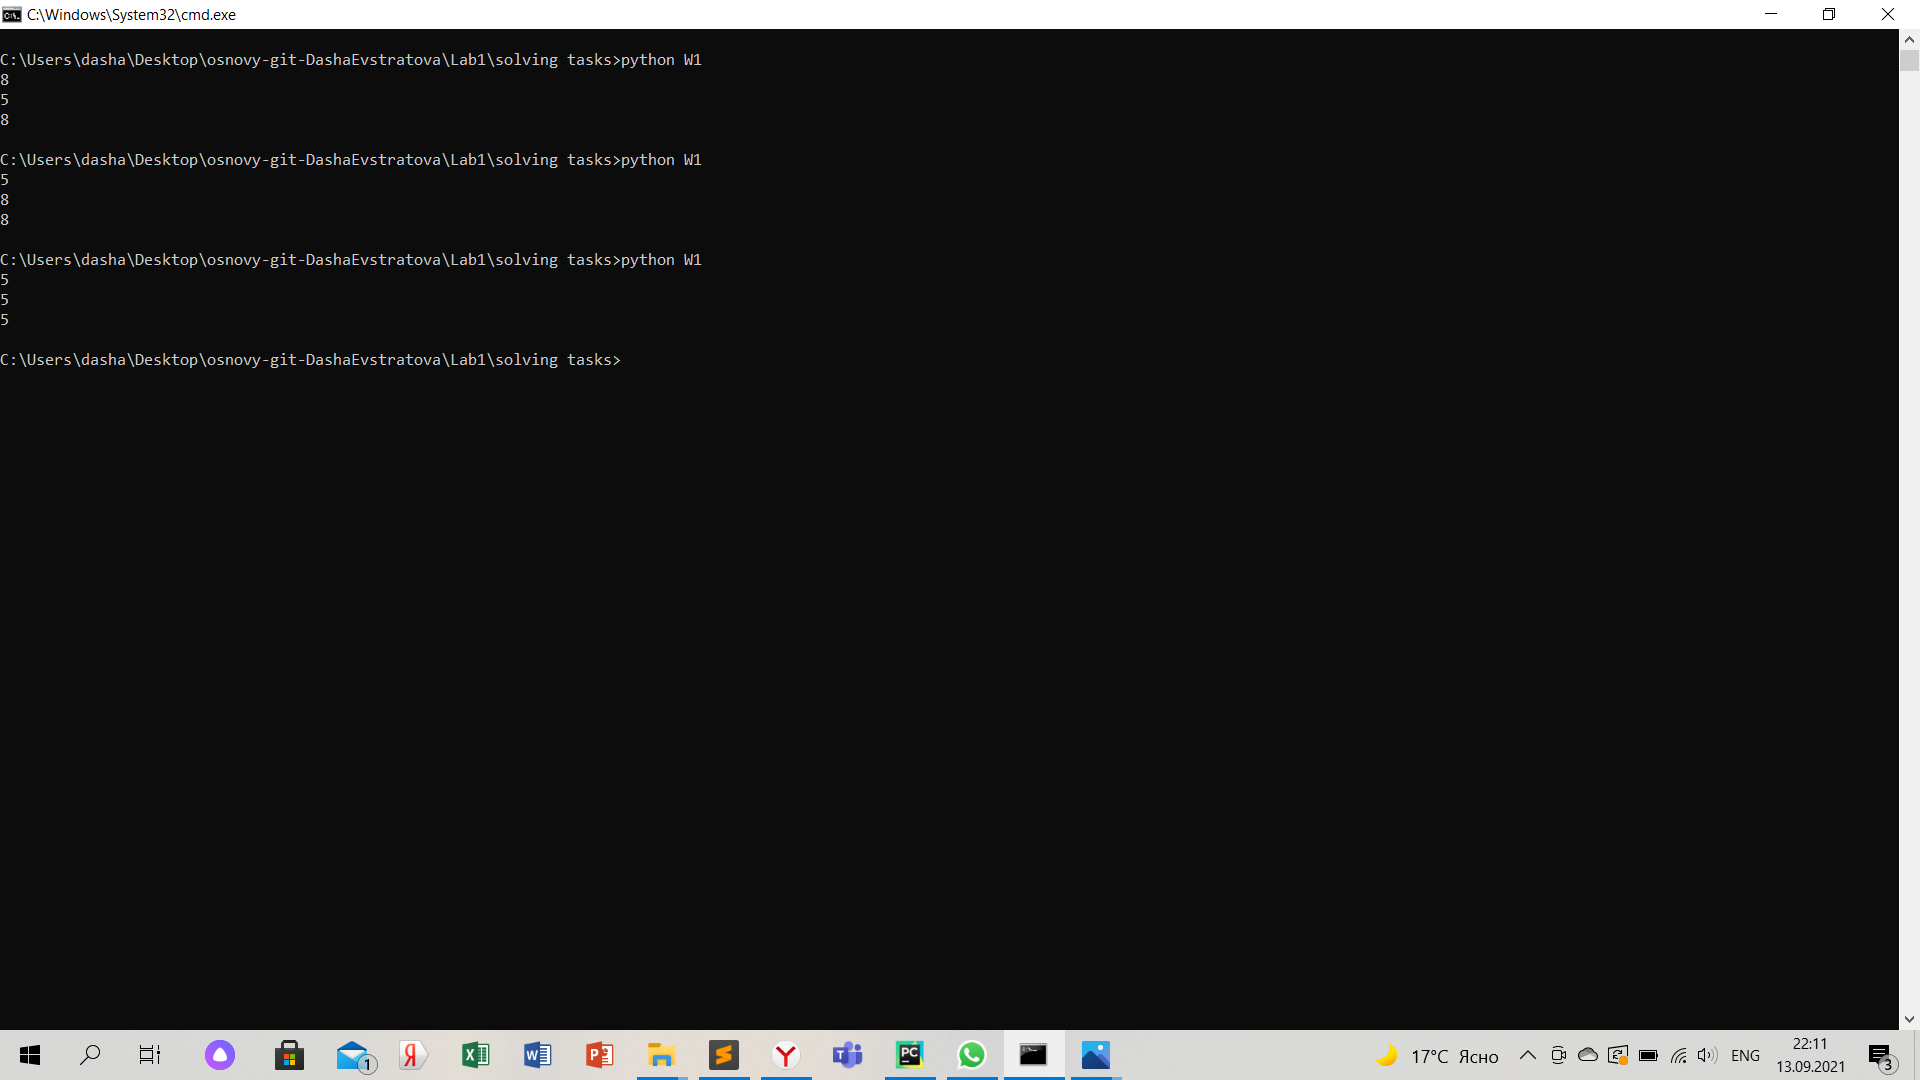 C:\Windows\System32\cmd.exe
C:\Users\dasha\Desktop\osnovy-git-DashaEvstratova\Lab1\solving tasks>python W1
8
5
8
C:\Users\dasha\Desktop\osnovy-git-DashaEvstratova\Lab1\solving tasks>python W1
5
8
8
C:\Users\dasha\Desktop\osnovy-git-DashaEvstratova\Lab1\solving tasks>python W1
5
5
5
C:\Users\dasha\Desktop\osnovy-git-DashaEvstratova\Lab1\solving tasks>
17°C Ясно
ENG
22:11
13.09.2021
3
1